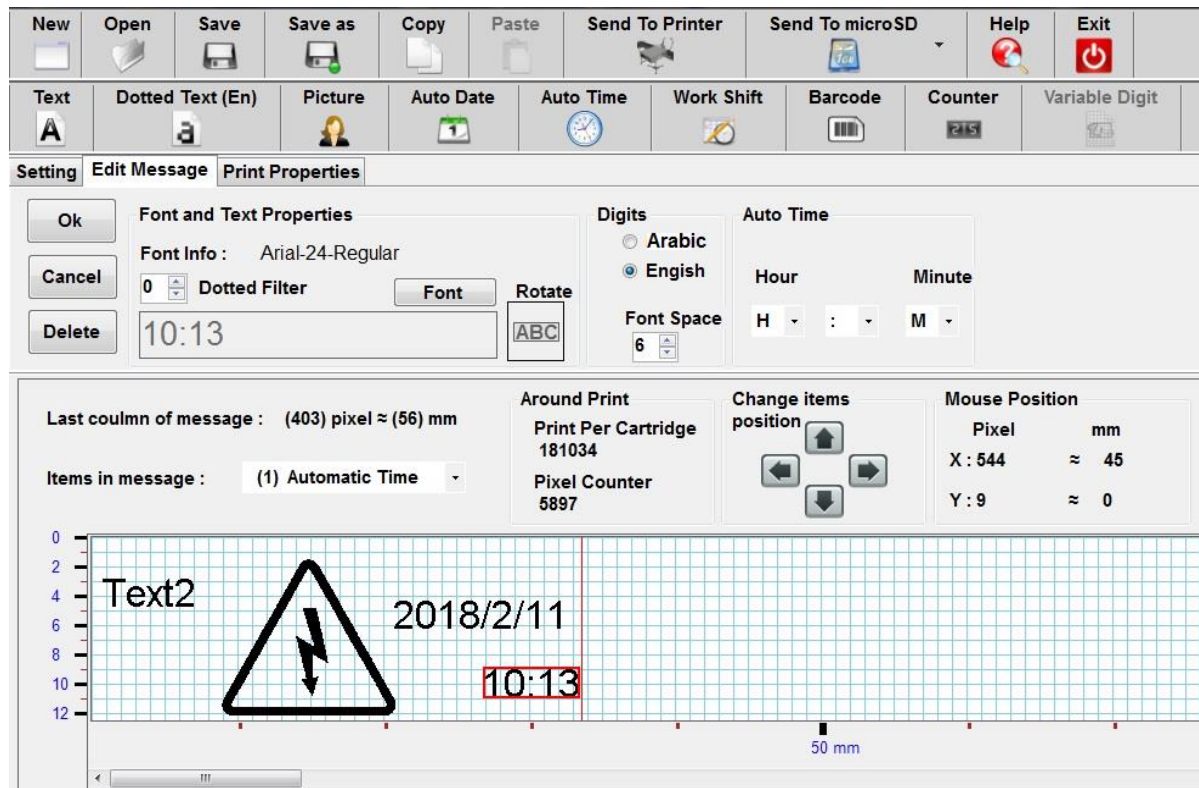 New Open Save Save as Copy Paste Send To Printer Send To microSD Help Exit
Text Dotted Text (En) Picture Auto Date Auto Time Work Shift Barcode Counter Variable Digit
Setting Edit Message Print Properties
Ok
Cancel
Delete
Font and Text Properties
Font Info : Arial-24-Regular
0 Dotted Filter Font
10:13
Rotate
ABC
Digits
Arabic
Engish
Font Space
6
Auto Time
Hour Minute
H : M
Last coulmn of message : (403) pixel ≈ (56) mm
Items in message : (1) Automatic Time
Around Print
Print Per Cartridge
181034
Pixel Counter
5897
Change items
position
Mouse Position
Pixel mm
X : 544 ≈ 45
Y : 9 ≈ 0
0
2
4
6
8
10
12
Text2
2018/2/11
10:13
50 mm